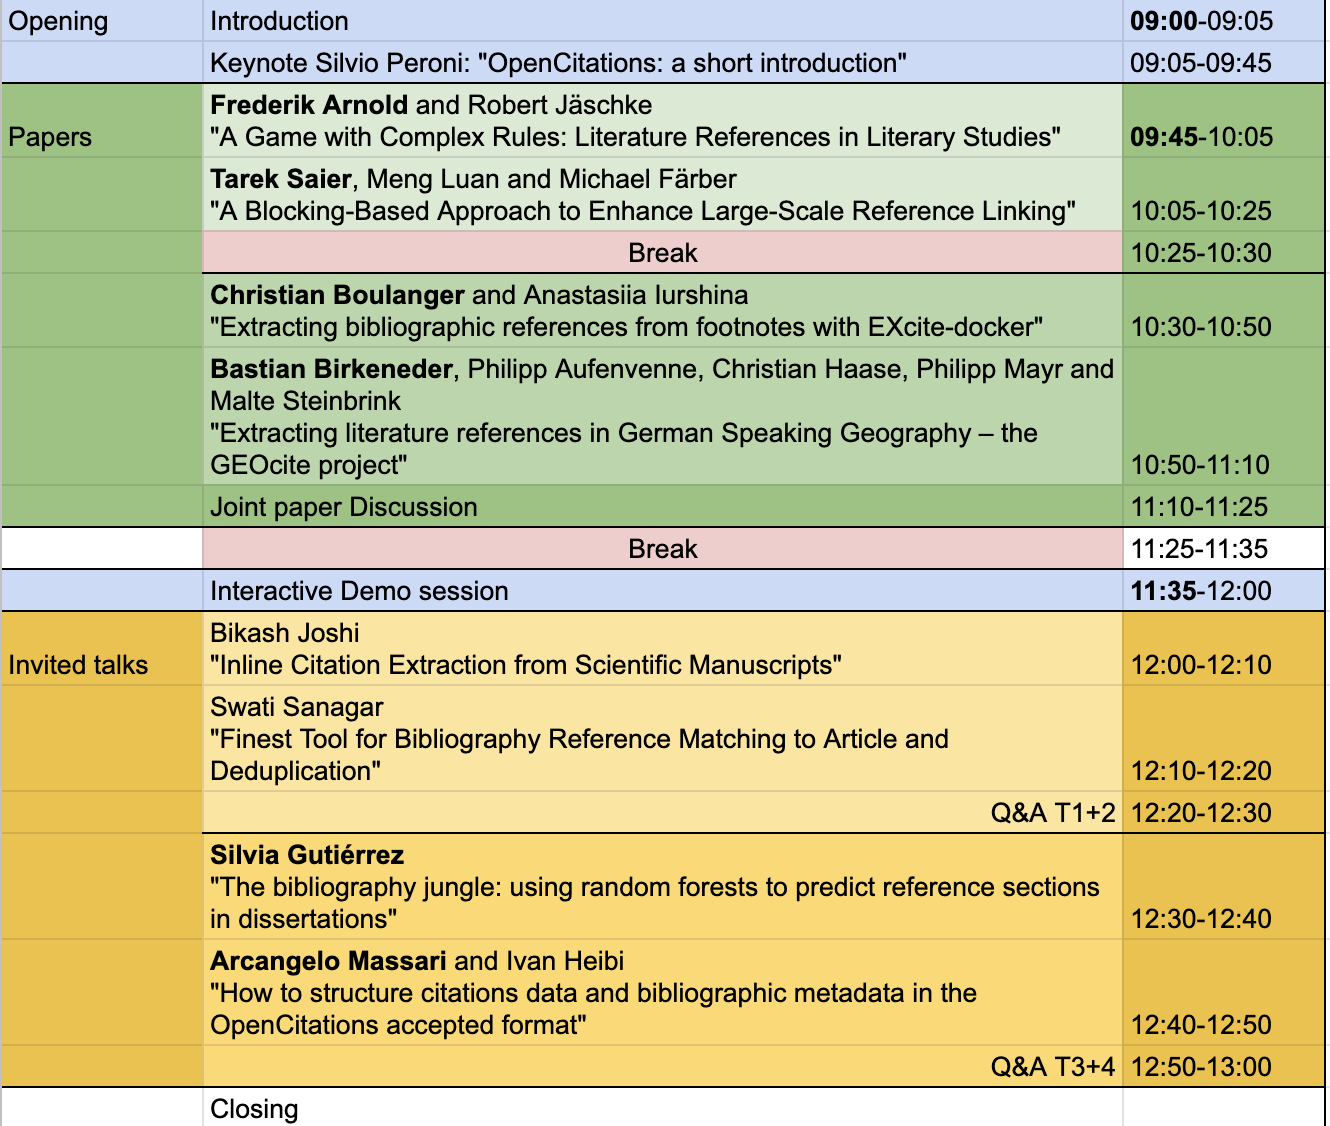 Opening Introduction 09:00-09:05
Keynote Silvio Peroni: "OpenCitations: a short introduction" 09:05-09:45
Frederik Arnold and Robert Jäschke
Papers "A Game with Complex Rules: Literature References in Literary Studies" 09:45-10:05
Tarek Saier, Meng Luan and Michael Färber
"A Blocking-Based Approach to Enhance Large-Scale Reference Linking" 10:05-10:25
Break 10:25-10:30
Christian Boulanger and Anastasiia Iurshina
"Extracting bibliographic references from footnotes with EXcite-docker" 10:30-10:50
Bastian Birkeneder, Philipp Aufenvenne, Christian Haase, Philipp Mayr and
Malte Steinbrink
"Extracting literature references in German Speaking Geography – the
GEOcite project" 10:50-11:10
Joint paper Discussion 11:10-11:25
Break 11:25-11:35
Interactive Demo session 11:35-12:00
Bikash Joshi
Invited talks "Inline Citation Extraction from Scientific Manuscripts" 12:00-12:10
Swati Sanagar
"Finest Tool for Bibliography Reference Matching to Article and
Deduplication" 12:10-12:20
Q&A T1+2 12:20-12:30
Silvia Gutiérrez
"The bibliography jungle: using random forests to predict reference sections
in dissertations" 12:30-12:40
Arcangelo Massari and Ivan Heibi
"How to structure citations data and bibliographic metadata in the
OpenCitations accepted format" 12:40-12:50
Q&A T3+4 12:50-13:00
Closing